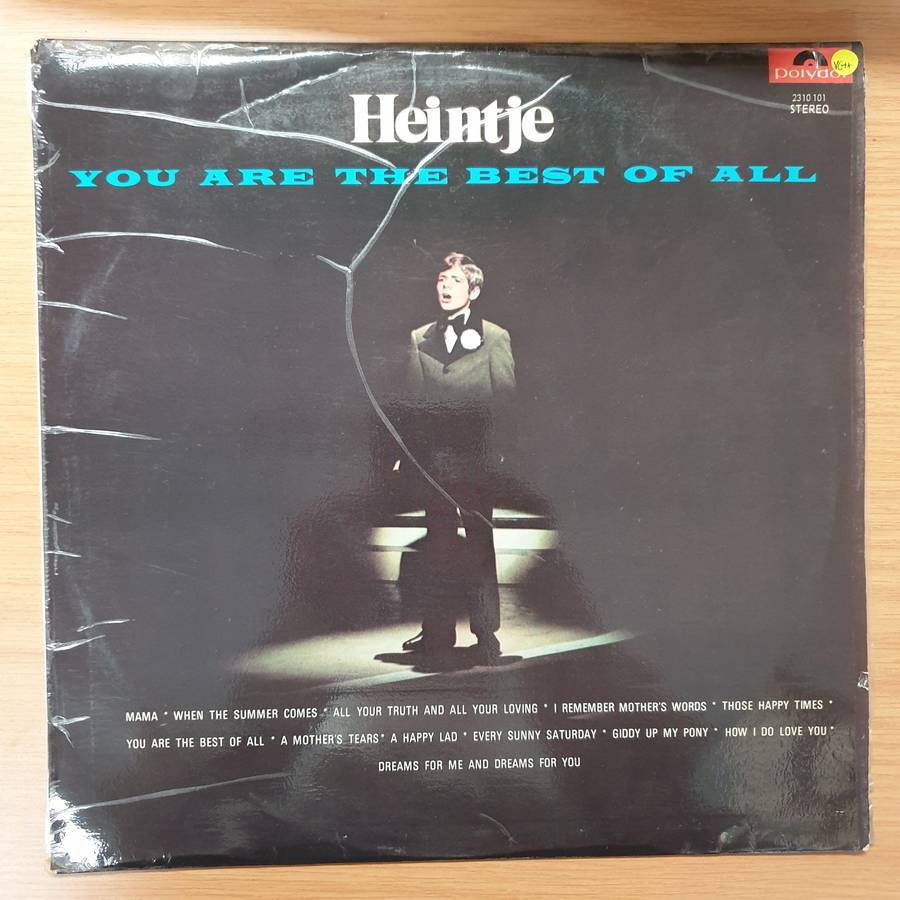 Polydor
VG++
2310 101
STEREO
Heintje
YOU ARE THE BEST OF ALL
MAMA * WHEN THE SUMMER COMES * ALL YOUR TRUTH AND ALL YOUR LOVING * I REMEMBER MOTHER'S WORDS * THOSE HAPPY TIMES *
YOU ARE THE BEST OF ALL * A MOTHER'S TEARS * A HAPPY LAD * EVERY SUNNY SATURDAY * GIDDY UP MY PONY * HOW I DO LOVE YOU *
DREAMS FOR ME AND DREAMS FOR YOU